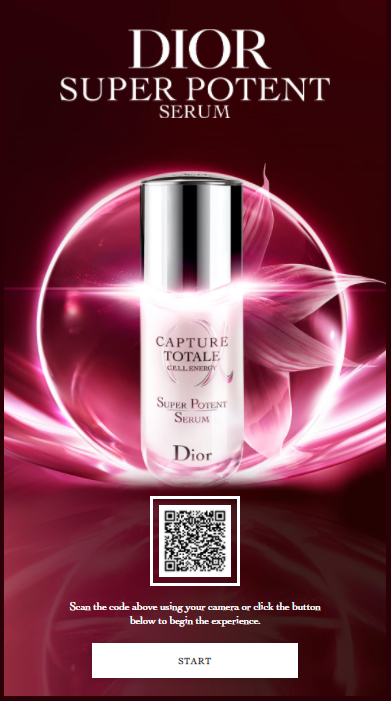 DIOR
SUPER POTENT
SERUM
CAPTURE
TOTALE
CELL ENERGY
SUPER POTENT
SERUM
Dior
Scan the code above using your camera or click the button
below to begin the experience.
START